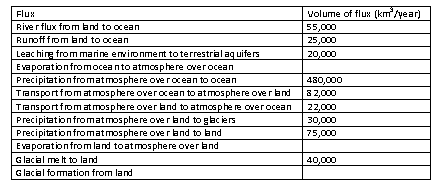 Flux Volume of flux (km³/year)
River flux from land to ocean 55,000
Runoff from land to ocean 25,000
Leaching from marine environment to terrestrial aquifers 20,000
Evaporation from ocean to atmosphere over ocean
Precipitation from atmosphere over ocean to ocean 480,000
Transport from atmosphere over ocean to atmosphere over land 82,000
Transport from atmosphere over land to atmosphere over ocean 22,000
Precipitation from atmosphere over land to glaciers 30,000
Precipitation from atmosphere over land to land 75,000
Evaporation from land to atmosphere over land
Glacial melt to land 40,000
Glacial formation from land